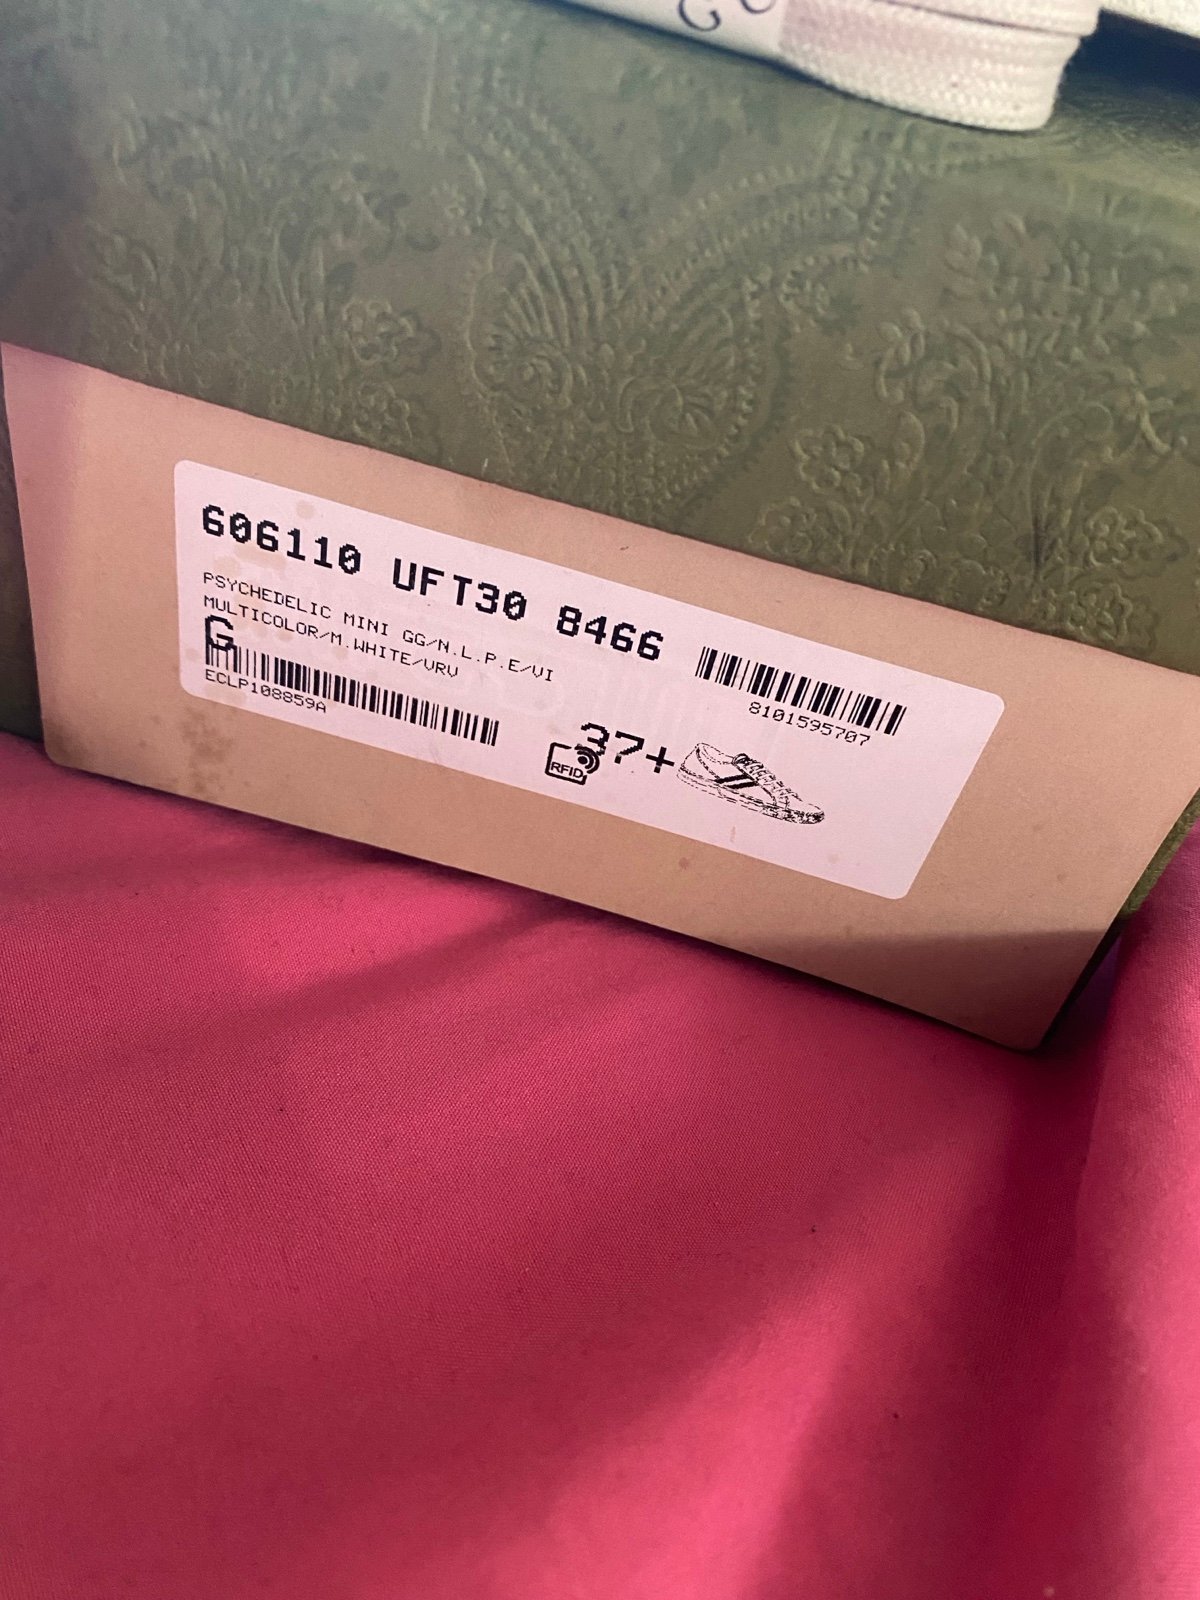 606110 UFT30 8466
PSYCHEDELIC MINI GG/N.L.P.E/VI
MULTICOLOR/M.WHITE/VRV
G
ECLP108859A
8101595707
37+
RFID